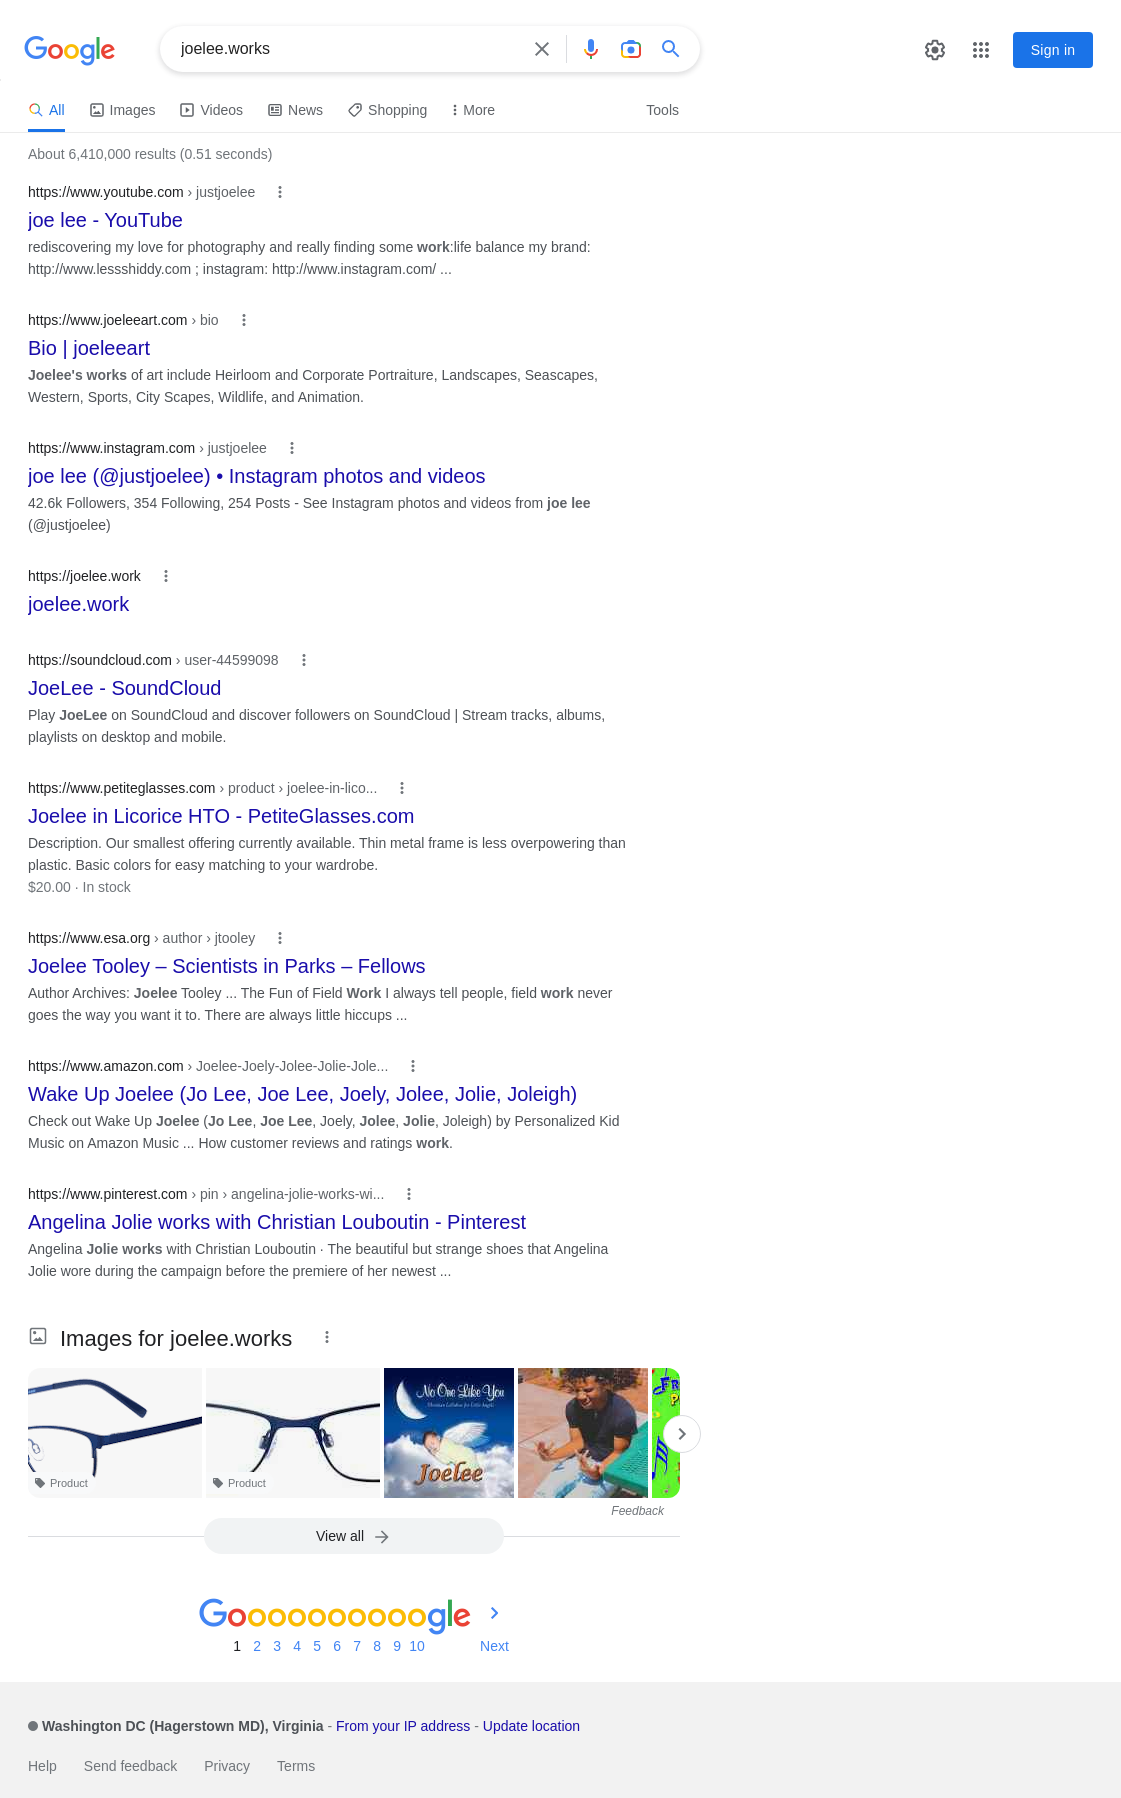 Google
joelee.works
Sign in
All Images Videos News Shopping More Tools
About 6,410,000 results (0.51 seconds)
https://www.youtube.com › justjoelee
joe lee - YouTube
rediscovering my love for photography and really finding some work:life balance my brand:
http://www.lessshiddy.com ; instagram: http://www.instagram.com/ ...
https://www.joeleeart.com › bio
Bio | joeleeart
Joelee's works of art include Heirloom and Corporate Portraiture, Landscapes, Seascapes,
Western, Sports, City Scapes, Wildlife, and Animation.
https://www.instagram.com › justjoelee
joe lee (@justjoelee) • Instagram photos and videos
42.6k Followers, 354 Following, 254 Posts - See Instagram photos and videos from joe lee
(@justjoelee)
https://joelee.work
joelee.work
https://soundcloud.com › user-44599098
JoeLee - SoundCloud
Play JoeLee on SoundCloud and discover followers on SoundCloud | Stream tracks, albums,
playlists on desktop and mobile.
https://www.petiteglasses.com › product › joelee-in-lico...
Joelee in Licorice HTO - PetiteGlasses.com
Description. Our smallest offering currently available. Thin metal frame is less overpowering than
plastic. Basic colors for easy matching to your wardrobe.
$20.00 · In stock
https://www.esa.org › author › jtooley
Joelee Tooley – Scientists in Parks – Fellows
Author Archives: Joelee Tooley ... The Fun of Field Work I always tell people, field work never
goes the way you want it to. There are always little hiccups ...
https://www.amazon.com › Joelee-Joely-Jolee-Jolie-Jole...
Wake Up Joelee (Jo Lee, Joe Lee, Joely, Jolee, Jolie, Joleigh)
Check out Wake Up Joelee (Jo Lee, Joe Lee, Joely, Jolee, Jolie, Joleigh) by Personalized Kid
Music on Amazon Music ... How customer reviews and ratings work.
https://www.pinterest.com › pin › angelina-jolie-works-wi...
Angelina Jolie works with Christian Louboutin - Pinterest
Angelina Jolie works with Christian Louboutin · The beautiful but strange shoes that Angelina
Jolie wore during the campaign before the premiere of her newest ...
Images for joelee.works
No One Like You
Christian Lullabies for Little Angels
Joelee
Product
Product
Feedback
View all
Goooooooooogle
1 2 3 4 5 6 7 8 9 10 Next
Washington DC (Hagerstown MD), Virginia - From your IP address - Update location
Help Send feedback Privacy Terms